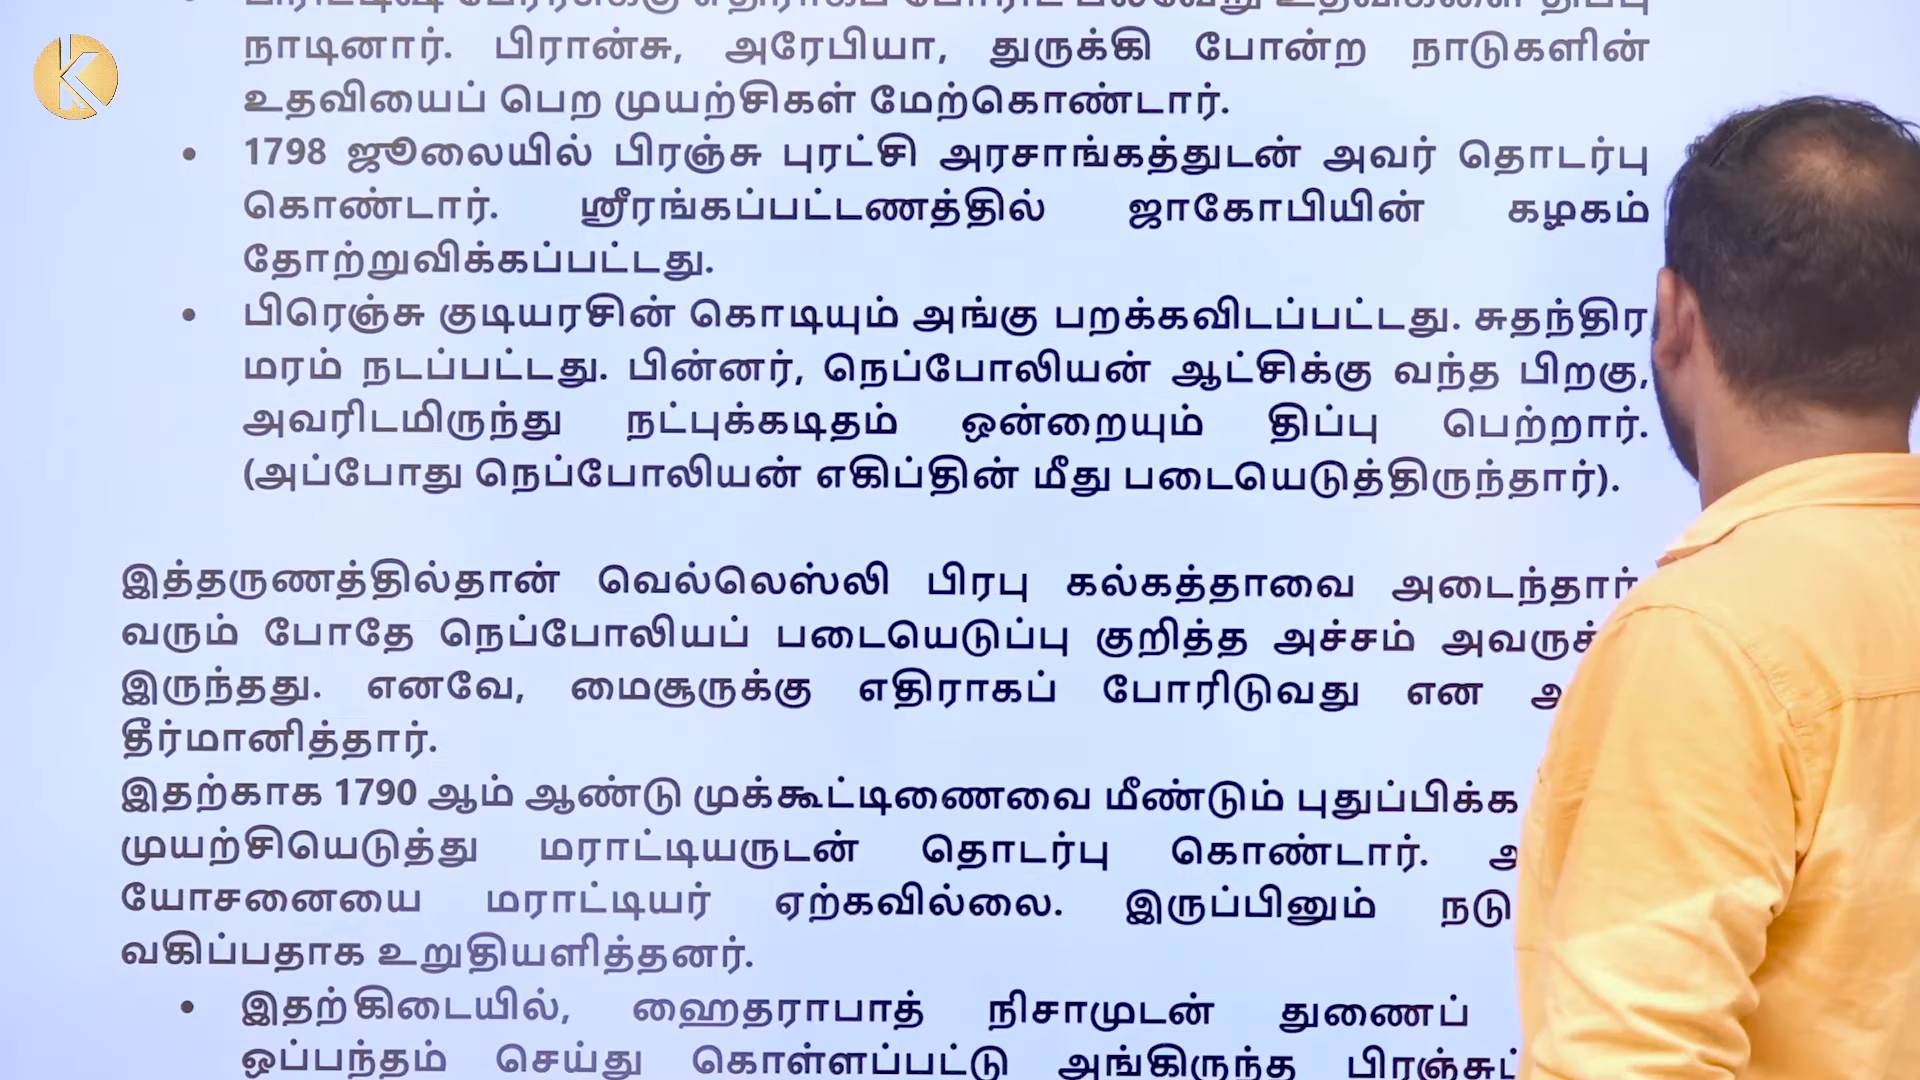 நாடினார். பிரான்சு, அரேபியா, துருக்கி போன்ற நாடுகளின்
உதவியைப் பெற முயற்சிகள் மேற்கொண்டார்.
• 1798 ஜூலையில் பிரஞ்சு புரட்சி அரசாங்கத்துடன் அவர் தொடர்பு
கொண்டார். ஸ்ரீரங்கப்பட்டணத்தில் ஜாகோபியின் கழகம்
தோற்றுவிக்கப்பட்டது.
• பிரெஞ்சு குடியரசின் கொடியும் அங்கு பறக்கவிடப்பட்டது. சுதந்திர
மரம் நடப்பட்டது. பின்னர், நெப்போலியன் ஆட்சிக்கு வந்த பிறகு,
அவரிடமிருந்து நட்புக்கடிதம் ஒன்றையும் திப்பு பெற்றார்.
(அப்போது நெப்போலியன் எகிப்தின் மீது படையெடுத்திருந்தார்).
இத்தருணத்தில்தான் வெல்லெஸ்லி பிரபு கல்கத்தாவை அடைந்தார்
வரும் போதே நெப்போலியப் படையெடுப்பு குறித்த அச்சம்
இருந்தது. எனவே, மைசூருக்கு எதிராகப் போரிடுவது என
தீர்மானித்தார்.
இதற்காக 1790 ஆம் ஆண்டு முக்கூட்டிணைவை மீண்டும் புதுப்பிக்க
முயற்சியெடுத்து மராட்டியருடன் தொடர்பு கொண்டார்.
யோசனையை மராட்டியர் ஏற்கவில்லை. இருப்பினும் நடு
வகிப்பதாக உறுதியளித்தனர்.
• இதற்கிடையில், ஹைதராபாத் நிசாமுடன் துணைப்
ஒப்பந்தம் செய்து கொள்ளப்பட்டு அங்கிருந்த